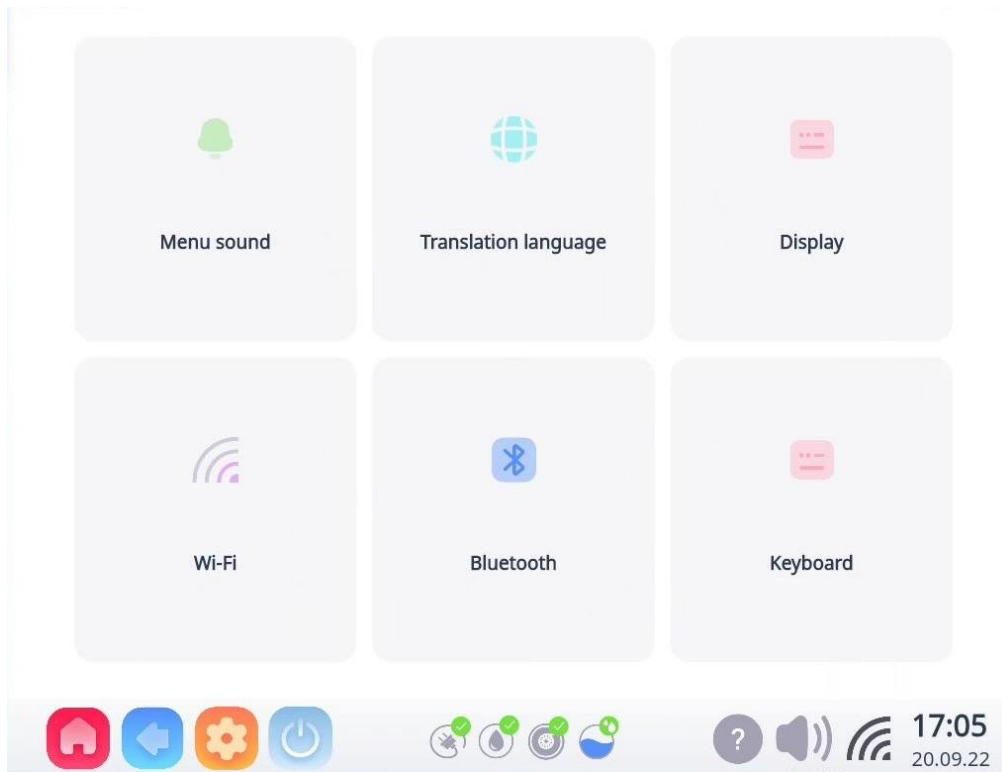 Menu sound
Translation language
Display
Wi-Fi
Bluetooth
Keyboard
?
17:05
20.09.22